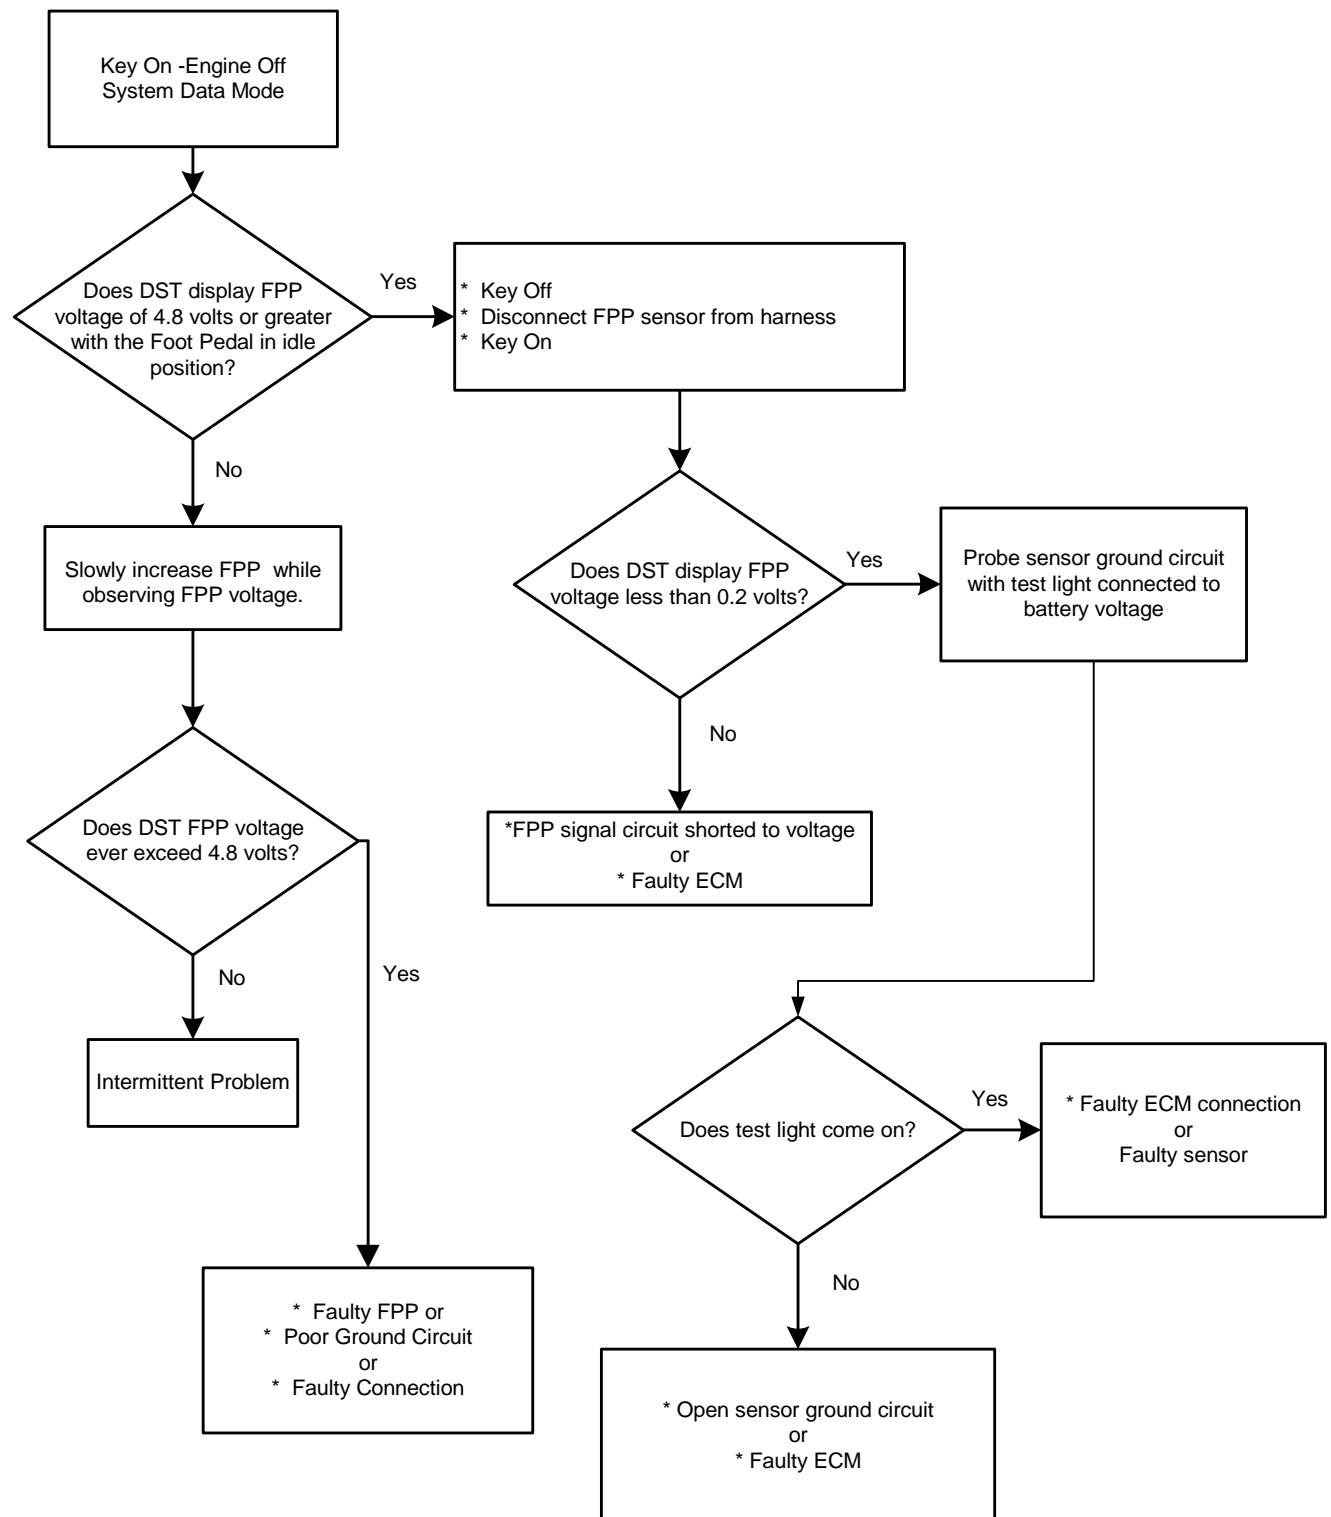 Key On -Engine Off
System Data Mode
Does DST display FPP
voltage of 4.8 volts or greater
with the Foot Pedal in idle
position?
Yes
* Key Off
* Disconnect FPP sensor from harness
* Key On
No
Slowly increase FPP while
observing FPP voltage.
Does DST display FPP
voltage less than 0.2 volts?
Yes
Probe sensor ground circuit
with test light connected to
battery voltage
No
*FPP signal circuit shorted to voltage
or
* Faulty ECM
Does DST FPP voltage
ever exceed 4.8 volts?
No
Yes
Intermittent Problem
Does test light come on?
Yes
* Faulty ECM connection
or
Faulty sensor
No
* Faulty FPP or
* Poor Ground Circuit
or
* Faulty Connection
* Open sensor ground circuit
or
* Faulty ECM